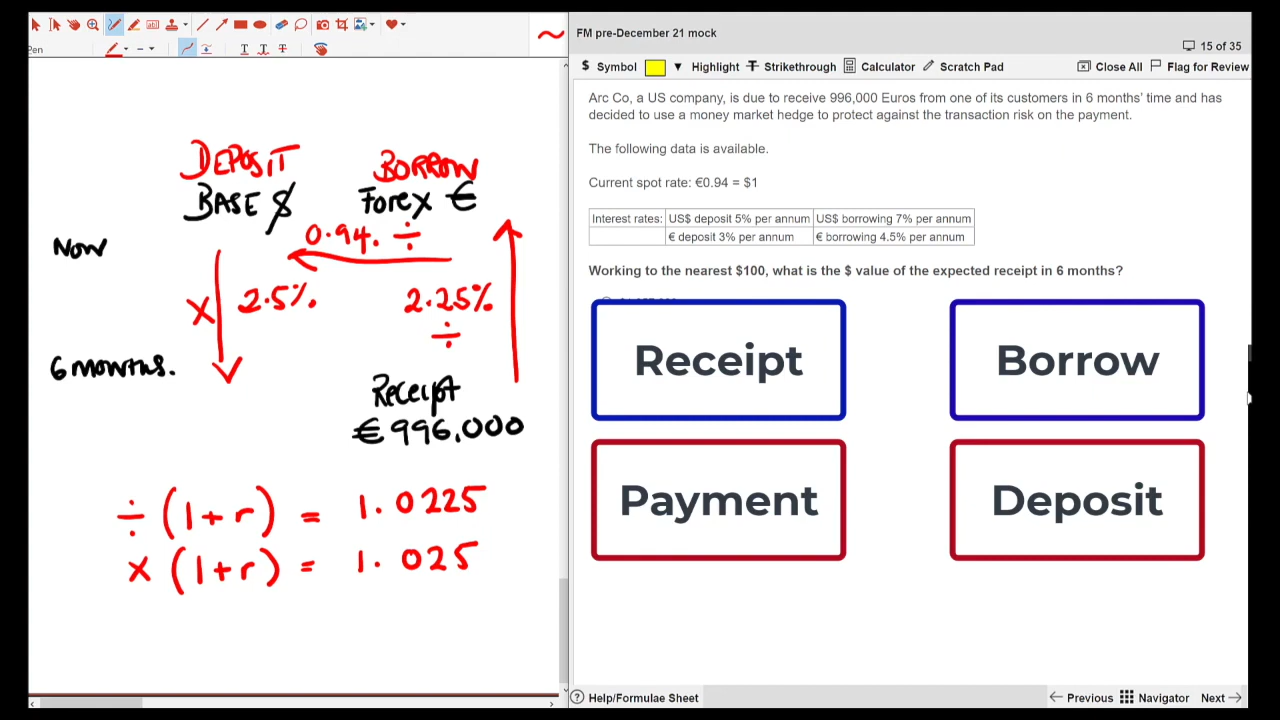 Pen
DEPOSIT BORROW
BASE $ Forex €
0.94. ÷
Now
X 2.5% 2.25%
÷
6 months.
Receipt
€996,000
÷ (1+r) = 1.0225
x (1+r) = 1.025
FM pre-December 21 mock
15 of 35
$ Symbol Highlight Strikethrough Calculator Scratch Pad Close All Flag for Review
Arc Co, a US company, is due to receive 996,000 Euros from one of its customers in 6 months' time and has
decided to use a money market hedge to protect against the transaction risk on the payment.
The following data is available.
Current spot rate: €0.94 = $1
Interest rates: US$ deposit 5% per annum US$ borrowing 7% per annum
€ deposit 3% per annum € borrowing 4.5% per annum
Working to the nearest $100, what is the $ value of the expected receipt in 6 months?
Receipt Borrow
Payment Deposit
Help/Formulae Sheet Previous Navigator Next